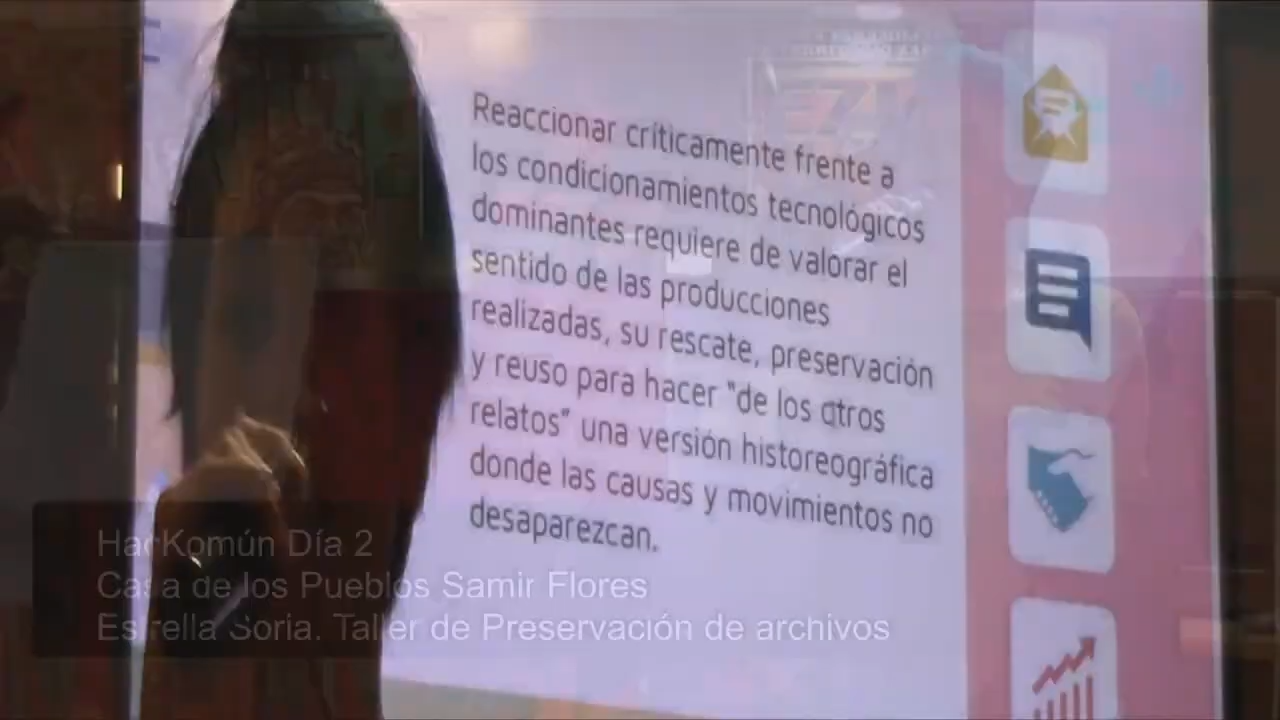 Reaccionar críticamente frente a
los condicionamientos tecnológicos
dominantes requiere de valorar el
sentido de las producciones
realizadas, su rescate, preservación
y reuso para hacer "de los otros
relatos" una versión historeográfica
donde las causas y movimientos no
desaparezcan.
HacKomún Día 2
Casa de los Pueblos Samir Flores
Estrella Soria. Taller de Preservación de archivos